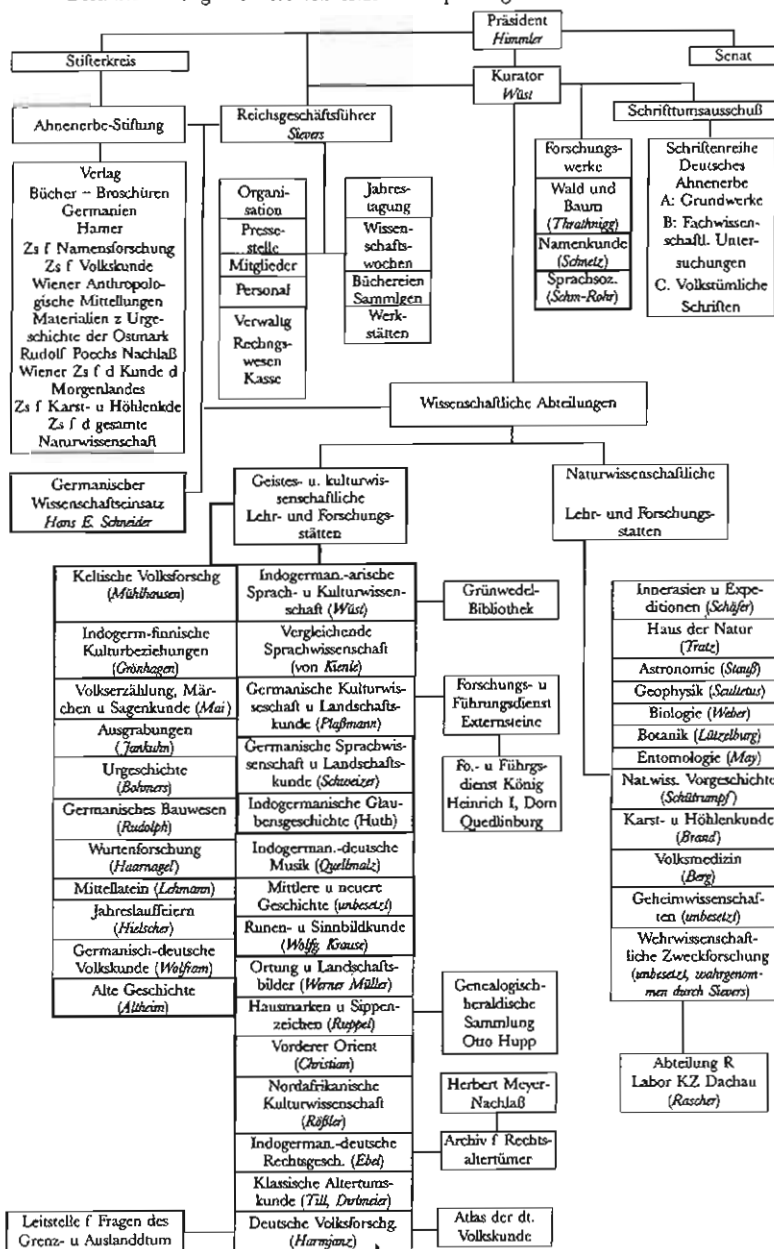 Präsident
Himmler
Stifterkreis
Senat
Kurator
Wüst
Ahnenerbe-Stiftung
Reichsgeschäftsführer
Sievers
Schrifttumsausschuß
Verlag
Bücher – Broschüren
Germanien
Hamer
Zs f Namensforschung
Zs f Volkskunde
Wiener Anthropolo-
gische Mittellungen
Materialien z Urge-
schichte der Ostmark
Rudolf Poechs Nachlaß
Wiener Zs f d Kunde d
Morgenlandes
Zs f Karst- u Höhlenkde
Zs f d gesamte
Naturwissenschaft
Organi-
sation
Presse-
stelle
Mitglieder
Personal
Verwaltg
Rechngs-
wesen
Kasse
Jahres-
tagung
Wissen-
schafts-
wochen
Büchereien
Sammlgen
Werk-
stätten
Forschungs-
werke
Wald und
Baum
(Thrathnigg)
Namenkunde
(Schnetz)
Sprachsoz.
(Schm-Rohr)
Schriftenreihe
Deutsches
Ahnenerbe
A: Grundwerke
B: Fachwissen-
schaftl. Unter-
suchungen
C. Volkstümliche
Schriften
Wissenschaftliche Abteilungen
Germanischer
Wissenschaftseinsatz
Hans E. Schneider
Geistes- u. kulturwis-
senschaftliche
Lehr- und Forschungs-
stätten
Naturwissenschaftliche
Lehr- und Forschungs-
statten
Keltische Volksforschg
(Mühlhausen)
Indogerm-finnische
Kulturbeziehungen
(Grönhagen)
Volkserzählung, Mär-
chen u Sagenkunde (Mai)
Ausgrabungen
(Jankuhn)
Urgeschichte
(Bohmers)
Germanisches Bauwesen
(Rudolph)
Wurtenforschung
(Haarnagel)
Mittellatein (Lehmann)
Jahreslauffeiern
(Hielscher)
Germanisch-deutsche
Volkskunde (Wolfram)
Alte Geschichte
(Altheim)
Indogerman.-arische
Sprach- u Kulturwissen-
schaft (Wüst)
Vergleichende
Sprachwissenschaft
(von Kienle)
Germanische Kulturwis-
seschaft u Landschafts-
kunde (Plaßmann)
Germanische Sprachwis-
senschaft u Landschafts-
kunde (Schweizer)
Indogermanische Glau-
bensgeschichte (Huth)
Indogerman.-deutsche
Musik (Quellmalz)
Mittlere u neuere
Geschichte (unbesetzt)
Runen- u Sinnbildkunde
(Wolfg. Krause)
Ortung u Landschafts-
bilder (Werner Müller)
Hausmarken u Sippen-
zeichen (Ruppel)
Vorderer Orient
(Christian)
Nordafrikanische
Kulturwissenschaft
(Rößler)
Indogerman.-deutsche
Rechtsgesch. (Ebel)
Klassische Altertums-
kunde (Till, Dirlmeier)
Deutsche Volksforschg.
(Harmjanz)
Grünwedel-
Bibliothek
Forschungs- u
Führungsdienst
Externsteine
Fo.- u Führgs-
dienst König
Heinrich I, Dom
Quedlinburg
Genealogisch-
heraldische
Sammlung
Otto Hupp
Herbert Meyer-
Nachlaß
Archiv f Rechts-
altertümer
Atlas der dt.
Volkskunde
Innerasien u Expe-
ditionen (Schäfer)
Haus der Natur
(Tratz)
Astronomie (Stauß)
Geophysik (Scultetus)
Biologie (Weber)
Botanik (Lützelburg)
Entomologie (May)
Nat.wiss. Vorgeschichte
(Schütrumpf)
Karst- u Höhlenkunde
(Brand)
Volksmedizin
(Berg)
Geheimwissenschaf-
ten (unbesetzt)
Wehrwissenschaft-
liche Zweckforschung
(unbesetzt, wahrgenom-
men durch Sievers)
Abteilung R
Labor KZ Dachau
(Rascher)
Leitstelle f Fragen des
Grenz- u Auslanddtum